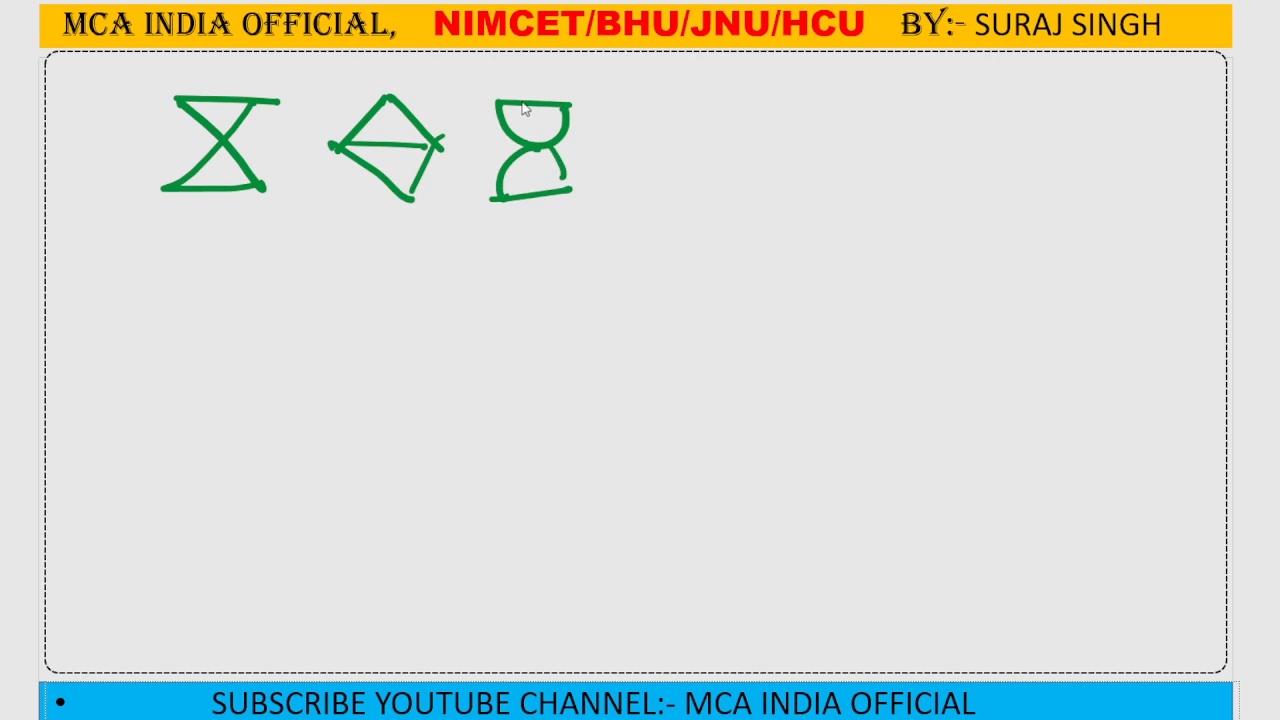 MCA INDIA OFFICIAL, NIMCET/BHU/JNU/HCU BY:- SURAJ SINGH
• SUBSCRIBE YOUTUBE CHANNEL:- MCA INDIA OFFICIAL